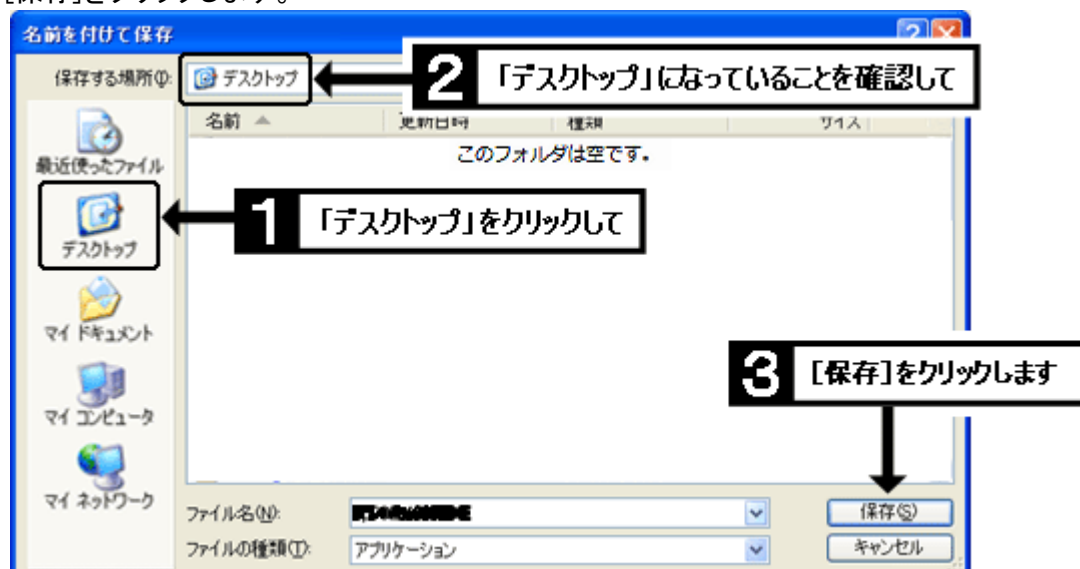 [保存]をクリックします。
名前を付けて保存
保存する場所(I):
デスクトップ
2 「デスクトップ」になっていることを確認して
名前 更新日時 種類 サイズ
このフォルダは空です。
最近使ったファイル
1 「デスクトップ」をクリックして
デスクトップ
マイ ドキュメント
3 [保存]をクリックします
マイ コンピュータ
マイ ネットワーク
ファイル名(N):
保存(S)
ファイルの種類(T):
アプリケーション
キャンセル